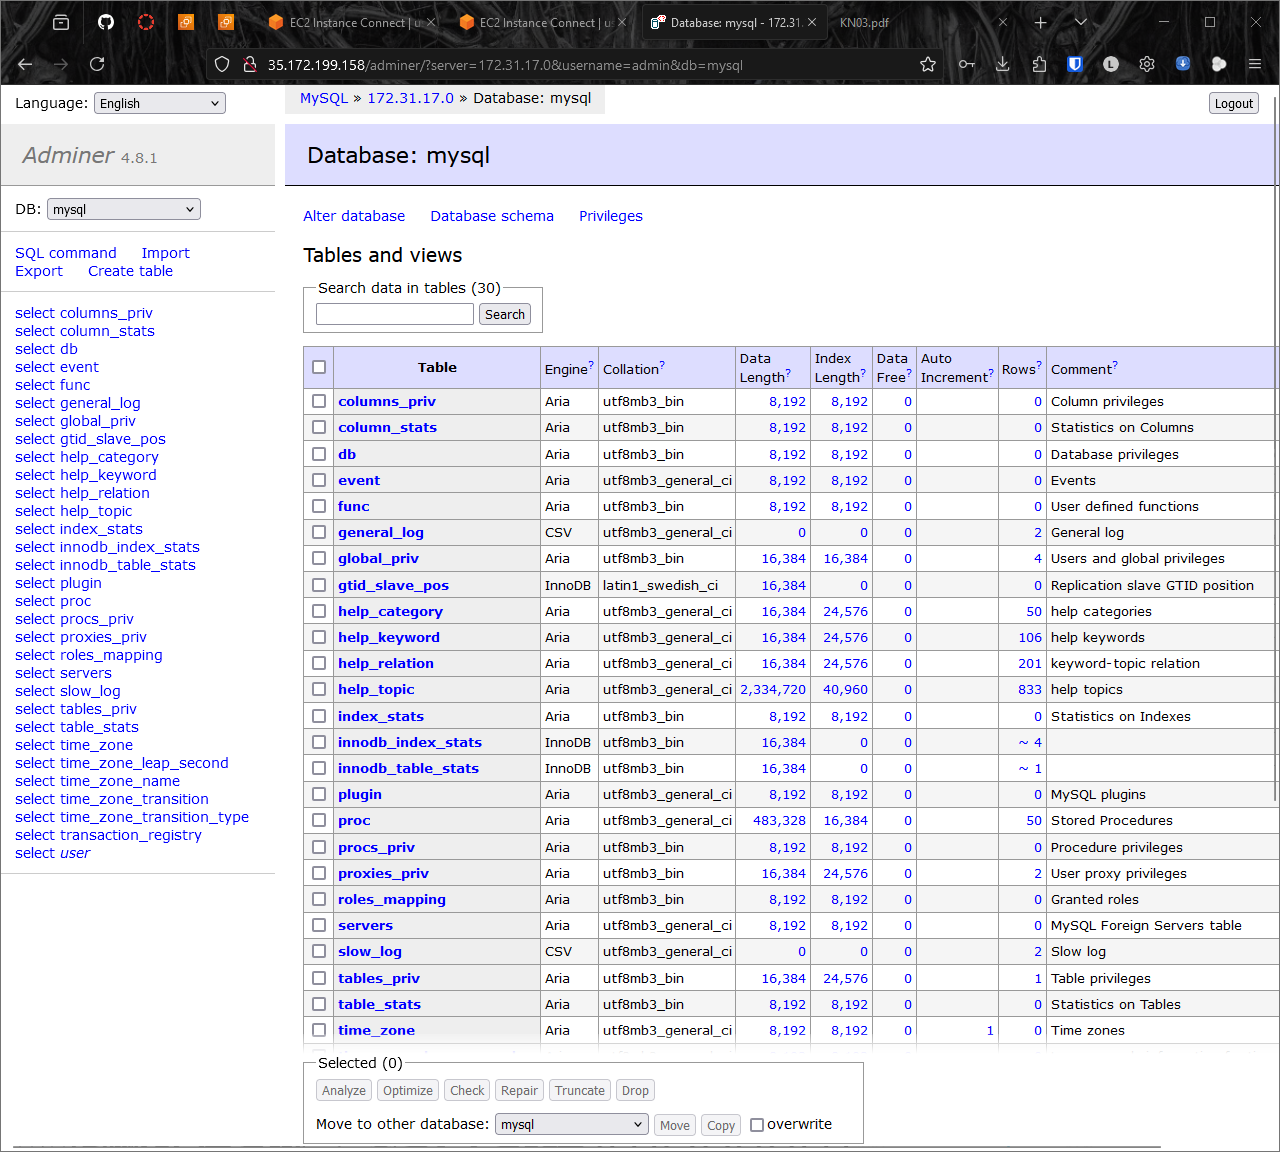 EC2 Instance Connect | us
EC2 Instance Connect | us
Database: mysql - 172.31.
KN03.pdf
35.172.199.158/adminer/?server=172.31.17.0&username=admin&db=mysql
Language: English
MySQL » 172.31.17.0 » Database: mysql
Logout
Adminer 4.8.1
Database: mysql
DB: mysql
SQL command Import
Export Create table
select columns_priv
select column_stats
select db
select event
select func
select general_log
select global_priv
select gtid_slave_pos
select help_category
select help_keyword
select help_relation
select help_topic
select index_stats
select innodb_index_stats
select innodb_table_stats
select plugin
select proc
select procs_priv
select proxies_priv
select roles_mapping
select servers
select slow_log
select tables_priv
select table_stats
select time_zone
select time_zone_leap_second
select time_zone_name
select time_zone_transition
select time_zone_transition_type
select transaction_registry
select user
Alter database Database schema Privileges
Tables and views
Search data in tables (30)
Search
Table Engine? Collation? Data Length? Index Length? Data Free? Auto Increment? Rows? Comment?
columns_priv Aria utf8mb3_bin 8,192 8,192 0 0 Column privileges
column_stats Aria utf8mb3_bin 8,192 8,192 0 0 Statistics on Columns
db Aria utf8mb3_bin 8,192 8,192 0 0 Database privileges
event Aria utf8mb3_general_ci 8,192 8,192 0 0 Events
func Aria utf8mb3_bin 8,192 8,192 0 0 User defined functions
general_log CSV utf8mb3_general_ci 0 0 0 2 General log
global_priv Aria utf8mb3_bin 16,384 16,384 0 4 Users and global privileges
gtid_slave_pos InnoDB latin1_swedish_ci 16,384 0 0 0 Replication slave GTID position
help_category Aria utf8mb3_general_ci 16,384 24,576 0 50 help categories
help_keyword Aria utf8mb3_general_ci 16,384 24,576 0 106 help keywords
help_relation Aria utf8mb3_general_ci 16,384 24,576 0 201 keyword-topic relation
help_topic Aria utf8mb3_general_ci 2,334,720 40,960 0 833 help topics
index_stats Aria utf8mb3_bin 8,192 8,192 0 0 Statistics on Indexes
innodb_index_stats InnoDB utf8mb3_bin 16,384 0 0 ~ 4
innodb_table_stats InnoDB utf8mb3_bin 16,384 0 0 ~ 1
plugin Aria utf8mb3_general_ci 8,192 8,192 0 0 MySQL plugins
proc Aria utf8mb3_general_ci 483,328 16,384 0 50 Stored Procedures
procs_priv Aria utf8mb3_bin 8,192 8,192 0 0 Procedure privileges
proxies_priv Aria utf8mb3_bin 16,384 24,576 0 2 User proxy privileges
roles_mapping Aria utf8mb3_bin 8,192 8,192 0 0 Granted roles
servers Aria utf8mb3_general_ci 8,192 8,192 0 0 MySQL Foreign Servers table
slow_log CSV utf8mb3_general_ci 0 0 0 2 Slow log
tables_priv Aria utf8mb3_bin 16,384 24,576 0 1 Table privileges
table_stats Aria utf8mb3_bin 8,192 8,192 0 0 Statistics on Tables
time_zone Aria utf8mb3_general_ci 8,192 8,192 0 1 0 Time zones
Selected (0)
Analyze Optimize Check Repair Truncate Drop
Move to other database: mysql Move Copy overwrite